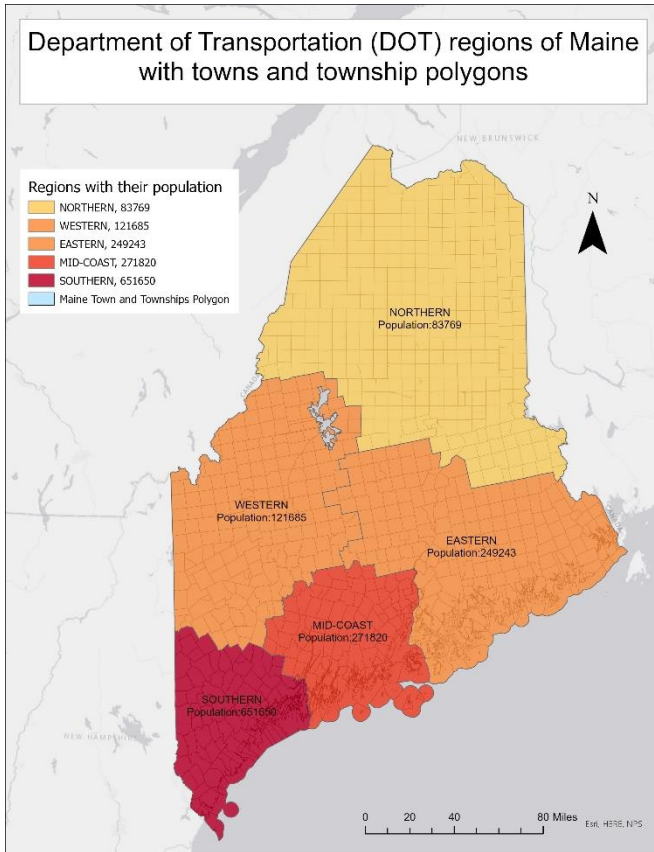 Department of Transportation (DOT) regions of Maine
with towns and township polygons
NEW BRUNSWICK
Regions with their population
NORTHERN, 83769
WESTERN, 121685
EASTERN, 249243
MID-COAST, 271820
SOUTHERN, 651650
Maine Town and Townships Polygon
N
NORTHERN
Population:83769
CANADA
WESTERN
Population:121685
EASTERN
Population:249243
CANADA
MID-COAST
Population:271820
SOUTHERN
Population:651650
NEW HAMPSHIRE
0 20 40 80 Miles
Esri, HERE, NPS